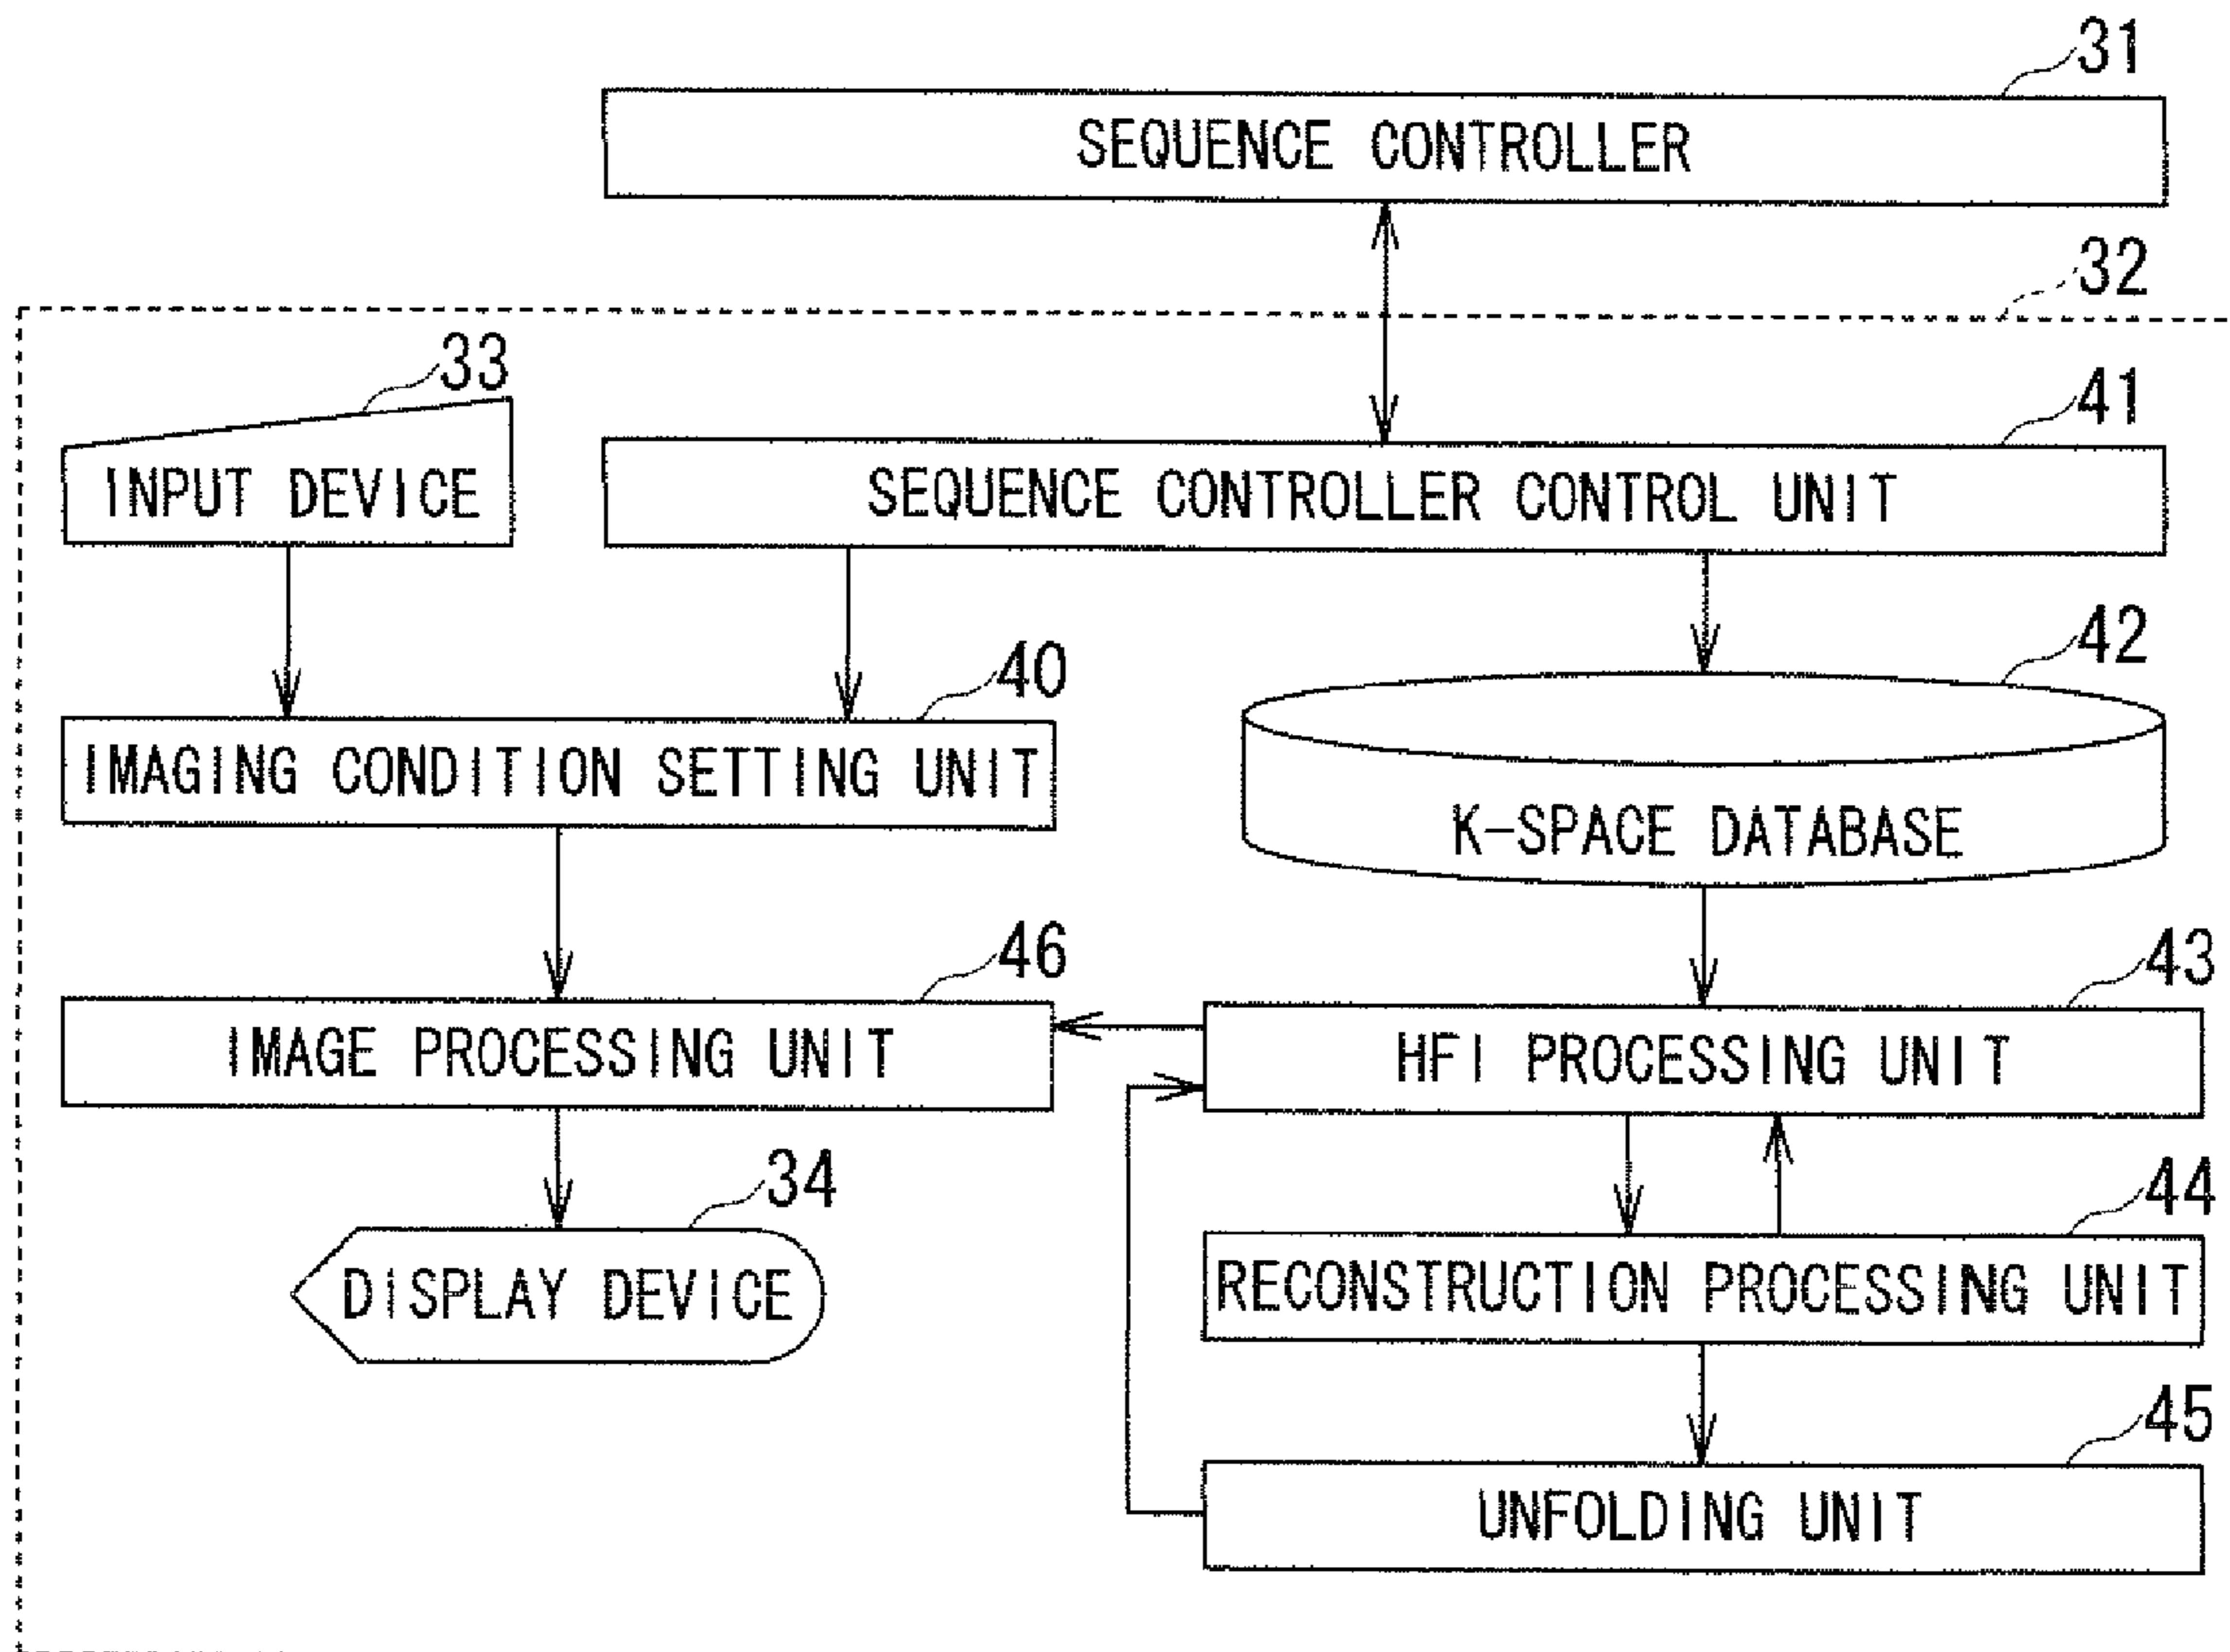 31
SEQUENCE CONTROLLER
32
33
INPUT DEVICE
41
SEQUENCE CONTROLLER CONTROL UNIT
40
IMAGING CONDITION SETTING UNIT
42
K-SPACE DATABASE
46
IMAGE PROCESSING UNIT
43
HFI PROCESSING UNIT
34
DISPLAY DEVICE
44
RECONSTRUCTION PROCESSING UNIT
45
UNFOLDING UNIT